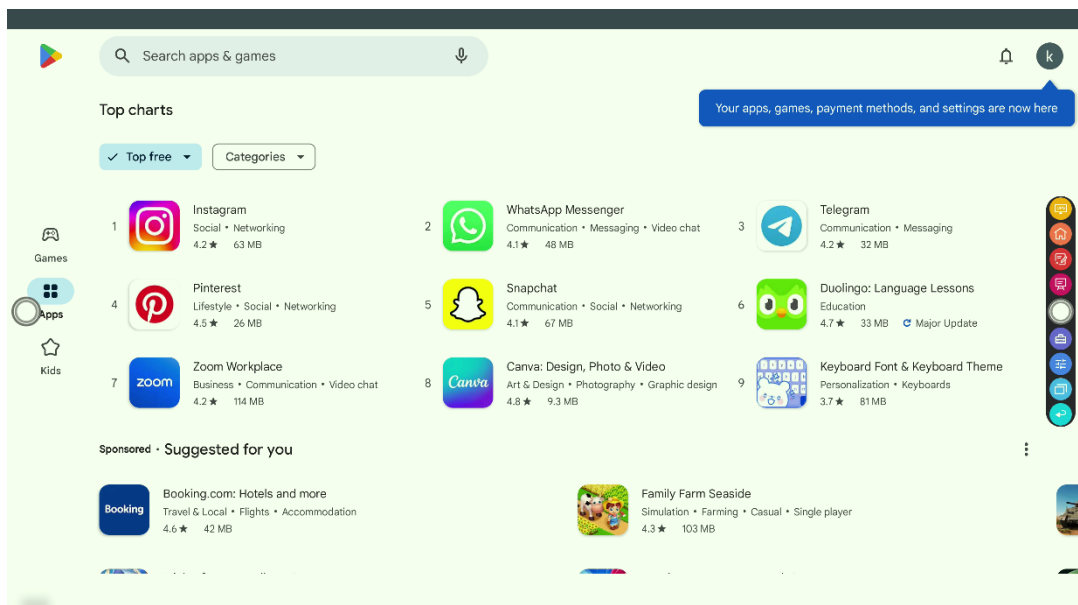 Search apps & games
k
Your apps, games, payment methods, and settings are now here
Top charts
Top free
Categories
Games
Apps
Kids
1
Instagram
Social • Networking
4.2★ 63 MB
2
WhatsApp Messenger
Communication • Messaging • Video chat
4.1★ 48 MB
3
Telegram
Communication • Messaging
4.2★ 32 MB
4
Pinterest
Lifestyle • Social • Networking
4.5★ 26 MB
5
Snapchat
Communication • Social • Networking
4.1★ 67 MB
6
Duolingo: Language Lessons
Education
4.7★ 33 MB Major Update
7
zoom
Zoom Workplace
Business • Communication • Video chat
4.2★ 114 MB
8
Canva
Canva: Design, Photo & Video
Art & Design • Photography • Graphic design
4.8★ 9.3 MB
9
Keyboard Font & Keyboard Theme
Personalization • Keyboards
3.7★ 81 MB
Sponsored • Suggested for you
Booking
Booking.com: Hotels and more
Travel & Local • Flights • Accommodation
4.6★ 42 MB
Family Farm Seaside
Simulation • Farming • Casual • Single player
4.3★ 103 MB